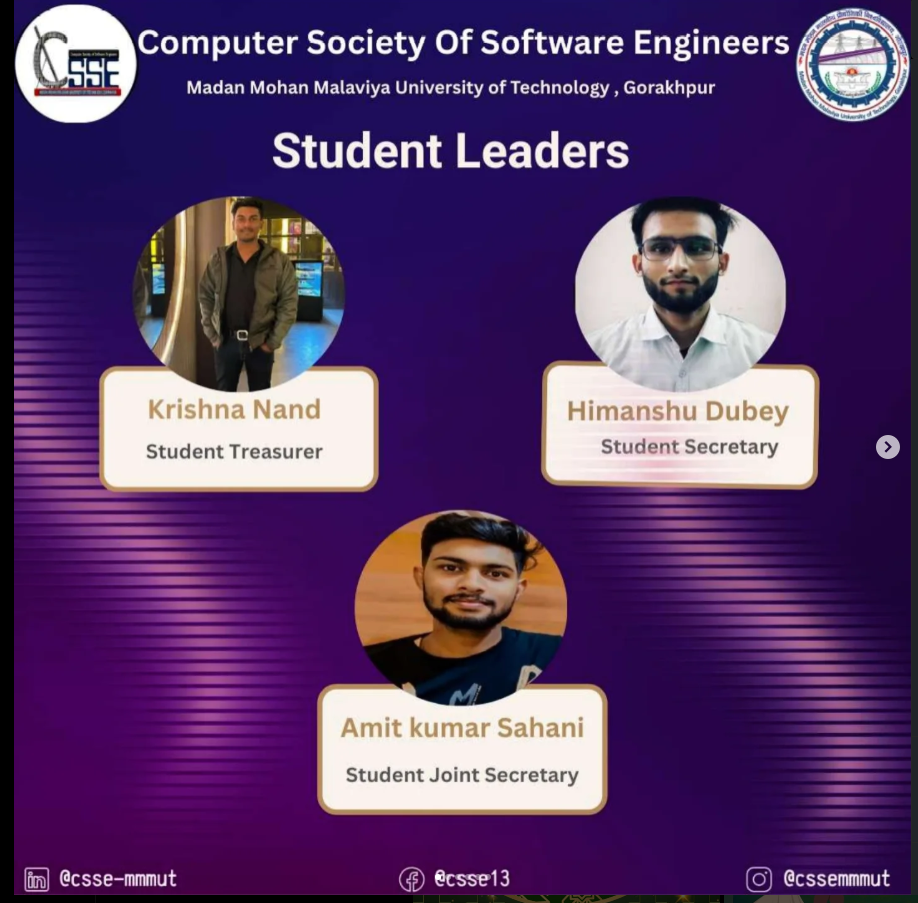 Computer Society Of Software Engineers
Madan Mohan Malaviya University of Technology , Gorakhpur
CSSE
Student Leaders
Krishna Nand
Student Treasurer
Himanshu Dubey
Student Secretary
Amit kumar Sahani
Student Joint Secretary
@csse-mmmut
@csse13
@cssemmmut